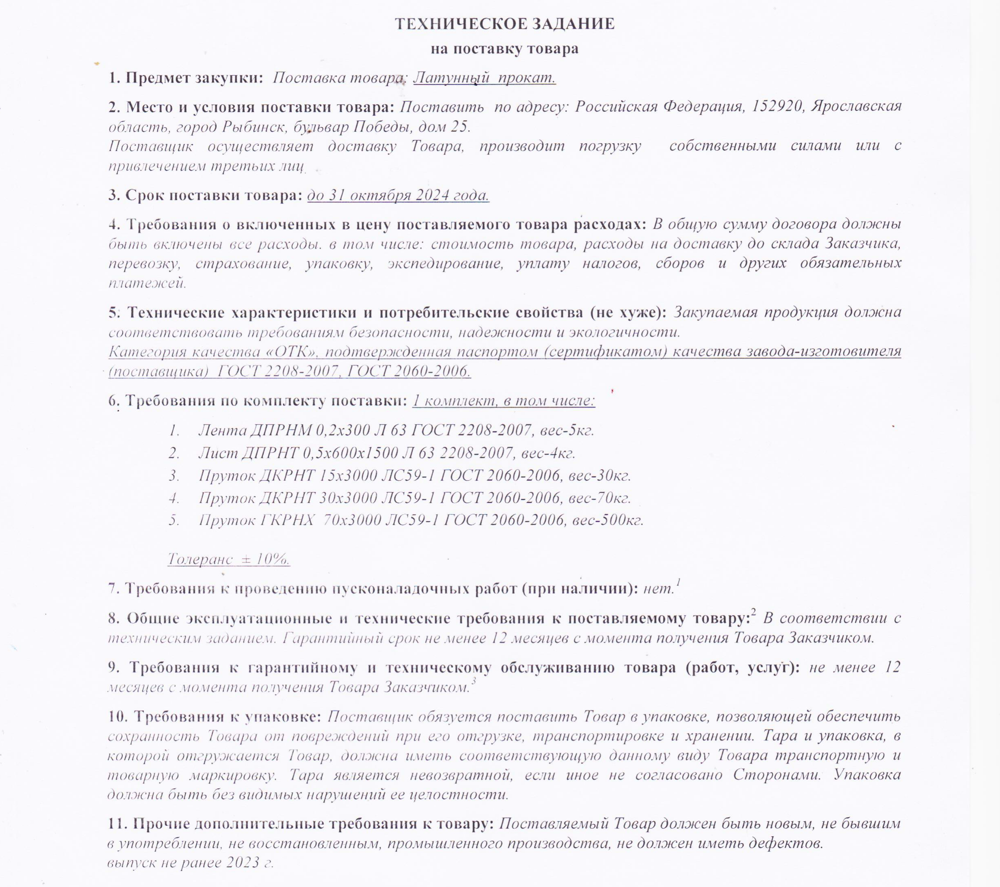 ТЕХНИЧЕСКОЕ ЗАДАНИЕ
на поставку товара
1. Предмет закупки: Поставка товара: Латунный прокат.
2. Место и условия поставки товара: Поставить по адресу: Российская Федерация, 152920, Ярославская
область, город Рыбинск, бульвар Победы, дом 25.
Поставщик осуществляет доставку Товара, производит погрузку собственными силами или с
привлечением третьих лиц.
3. Срок поставки товара: до 31 октября 2024 года.
4. Требования о включенных в цену поставляемого товара расходах: В общую сумму договора должны
быть включены все расходы. в том числе: стоимость товара, расходы на доставку до склада Заказчика,
перевозку, страхование, упаковку, экспедирование, уплату налогов, сборов и других обязательных
платежей.
5. Технические характеристики и потребительские свойства (не хуже): Закупаемая продукция должна
соответствовать требованиям безопасности, надежности и экологичности.
Категория качества «ОТК», подтвержденная паспортом (сертификатом) качества завода-изготовителя
(поставщика) ГОСТ 2208-2007, ГОСТ 2060-2006.
6. Требования по комплекту поставки: 1 комплект, в том числе:
1. Лента ДПРНМ 0,2х300 Л 63 ГОСТ 2208-2007, вес-5кг.
2. Лист ДПРНТ 0,5х600х1500 Л 63 2208-2007, вес-4кг.
3. Пруток ДКРНТ 15х3000 ЛС59-1 ГОСТ 2060-2006, вес-30кг.
4. Пруток ДКРНТ 30х3000 ЛС59-1 ГОСТ 2060-2006, вес-70кг.
5. Пруток ГКРНХ 70х3000 ЛС59-1 ГОСТ 2060-2006, вес-500кг.
Толеранс ± 10%.
7. Требования к проведению пусконаладочных работ (при наличии): нет.1
8. Общие эксплуатационные и технические требования к поставляемому товару:2 В соответствии с
техническим заданием. Гарантийный срок не менее 12 месяцев с момента получения Товара Заказчиком.
9. Требования к гарантийному и техническому обслуживанию товара (работ, услуг): не менее 12
месяцев с момента получения Товара Заказчиком.3
10. Требования к упаковке: Поставщик обязуется поставить Товар в упаковке, позволяющей обеспечить
сохранность Товара от повреждений при его отгрузке, транспортировке и хранении. Тара и упаковка, в
которой отгружается Товар, должна иметь соответствующую данному виду Товара транспортную и
товарную маркировку. Тара является невозвратной, если иное не согласовано Сторонами. Упаковка
должна быть без видимых нарушений ее целостности.
11. Прочие дополнительные требования к товару: Поставляемый Товар должен быть новым, не бывшим
в употреблении, не восстановленным, промышленного производства, не должен иметь дефектов.
выпуск не ранее 2023 г.